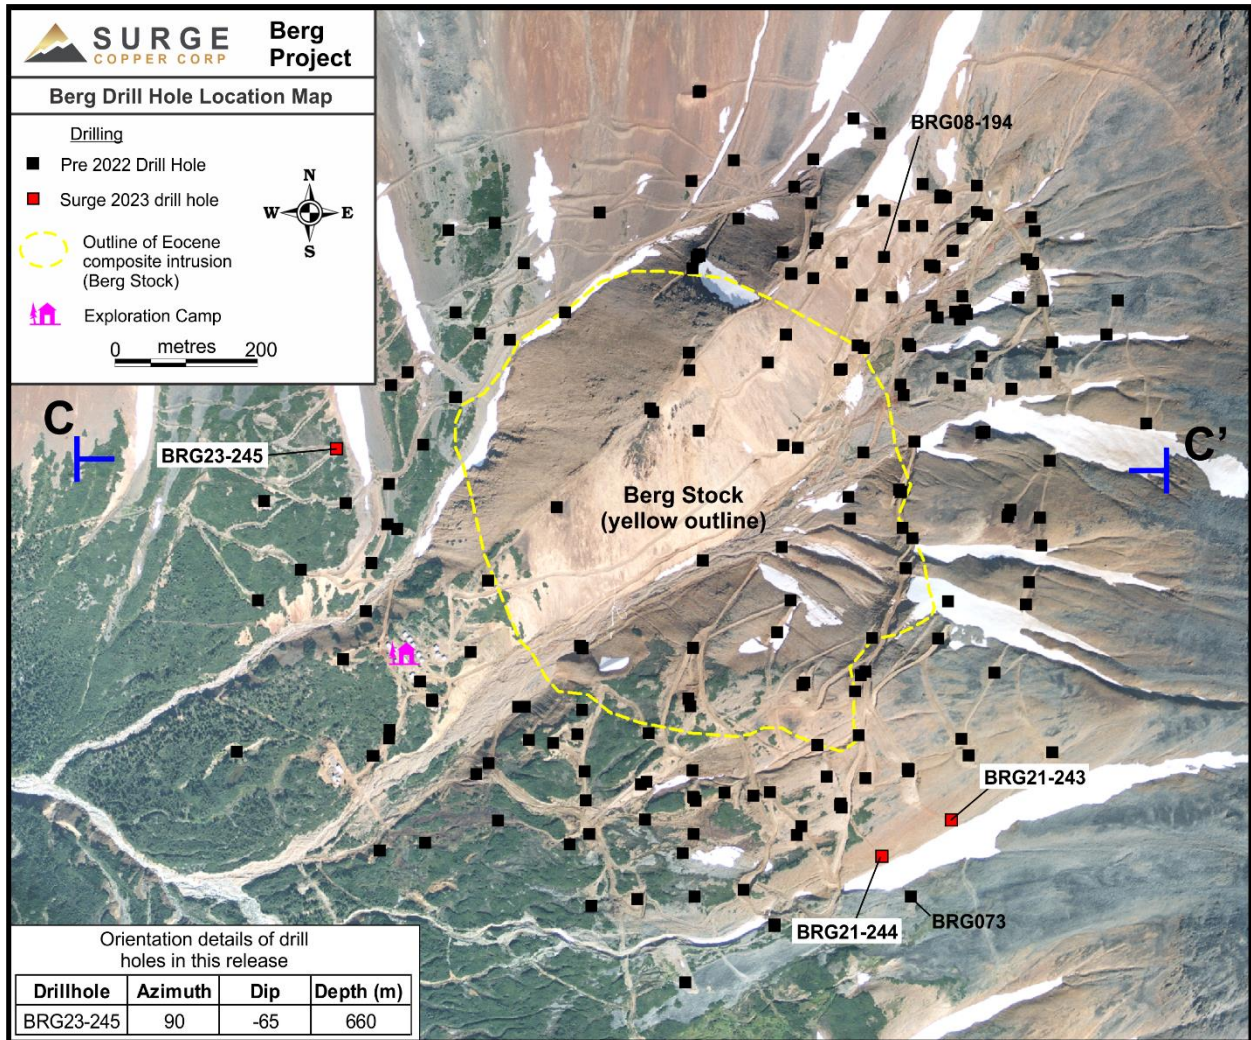 SURGE
COPPER CORP
Berg
Project
Berg Drill Hole Location Map
Drilling
Pre 2022 Drill Hole
Surge 2023 drill hole
Outline of Eocene
composite intrusion
(Berg Stock)
Exploration Camp
N
W E
S
0 metres 200
BRG08-194
C
C’
BRG23-245
Berg Stock
(yellow outline)
BRG21-243
BRG21-244
BRG073
Orientation details of drill
holes in this release
Drillhole Azimuth Dip Depth (m)
BRG23-245 90 -65 660